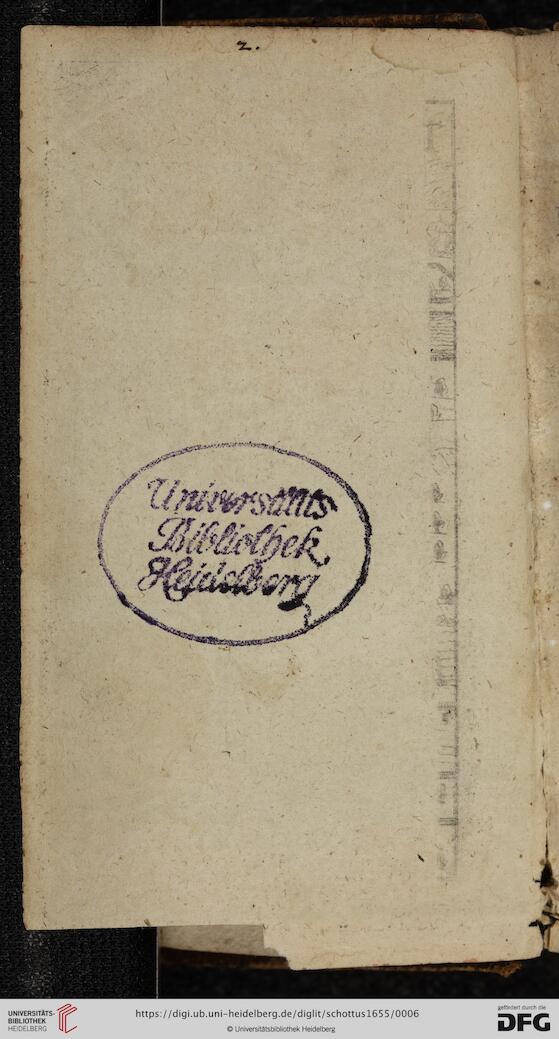 2.
Universitäts
Bibliothek
Heidelberg
UNIVERSITÄTS-
BIBLIOTHEK
HEIDELBERG
https://digi.ub.uni-heidelberg.de/diglit/schottus1655/0006
© Universitätsbibliothek Heidelberg
gefördert durch die
DFG